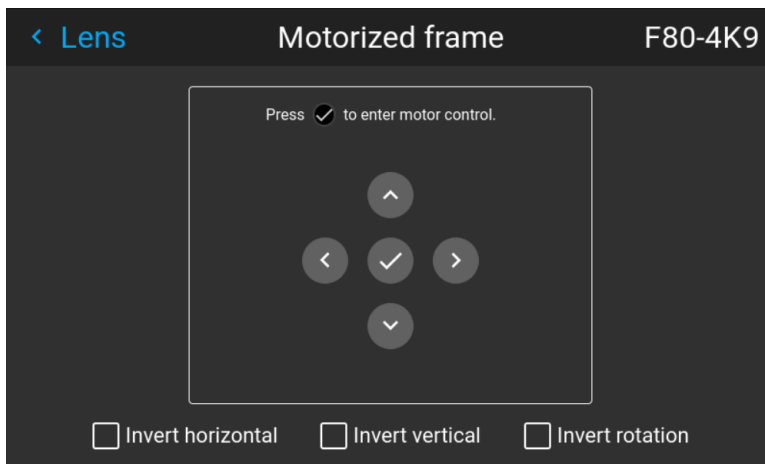 Lens
Motorized frame
F80-4K9
Press to enter motor control.
Invert horizontal
Invert vertical
Invert rotation